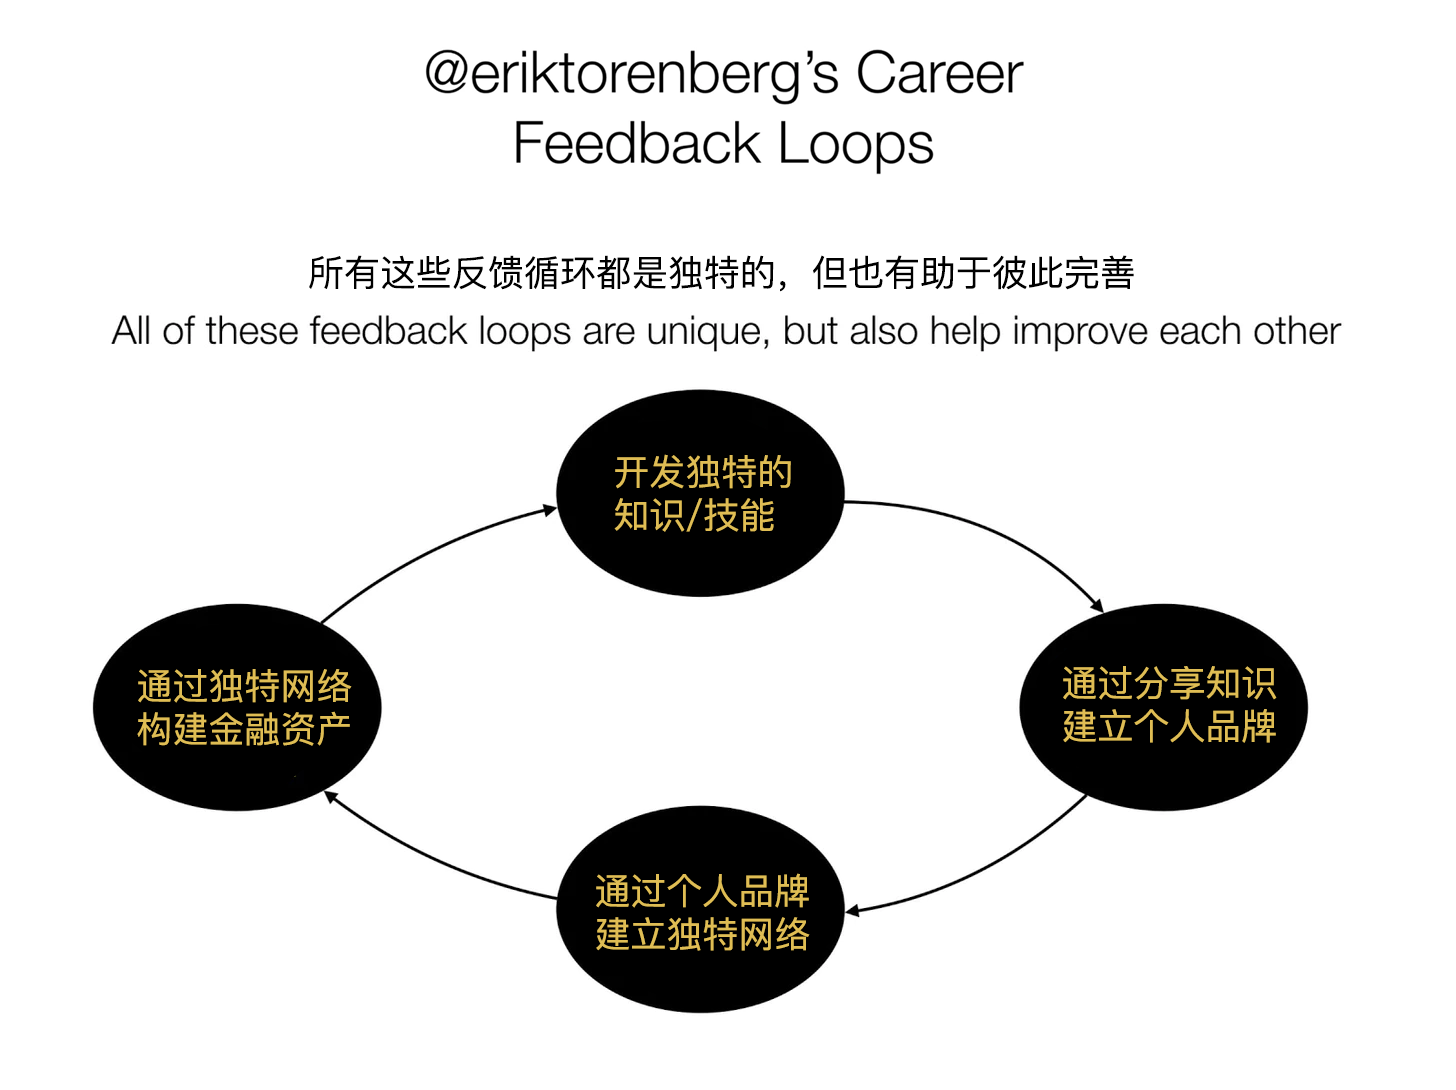 @eriktorenberg’s Career
Feedback Loops
所有这些反馈循环都是独特的，但也有助于彼此完善
All of these feedback loops are unique, but also help improve each other
开发独特的
知识/技能
通过独特网络
构建金融资产
通过分享知识
建立个人品牌
通过个人品牌
建立独特网络